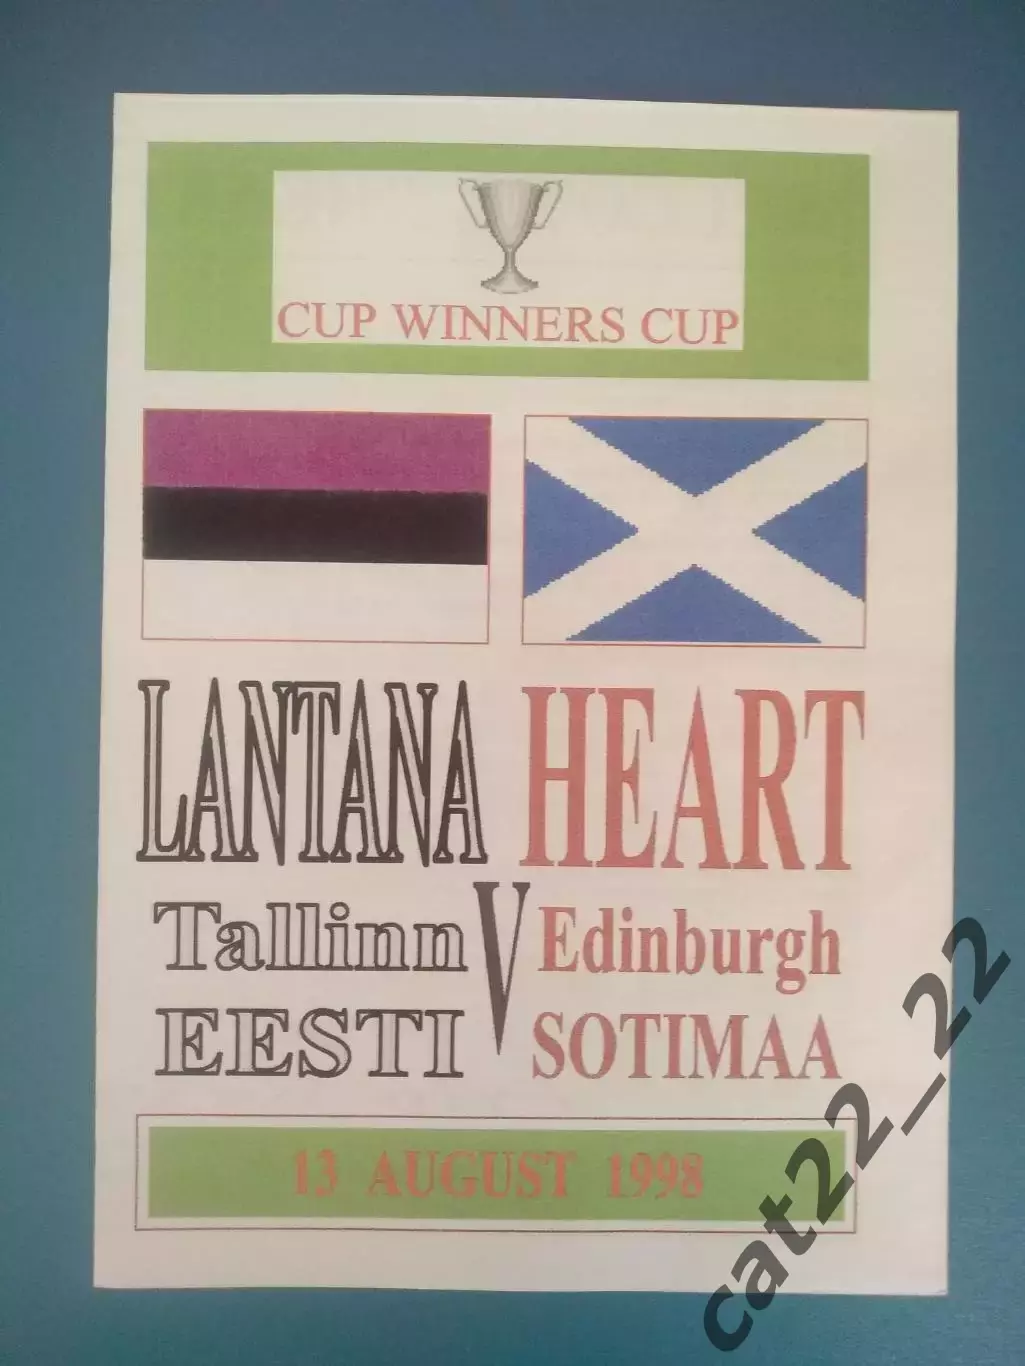 CUP WINNERS CUP
LANTANA HEART
V
Tallinn Edinburgh
EESTI SOTIMAA
13 AUGUST 1998
cat22_22